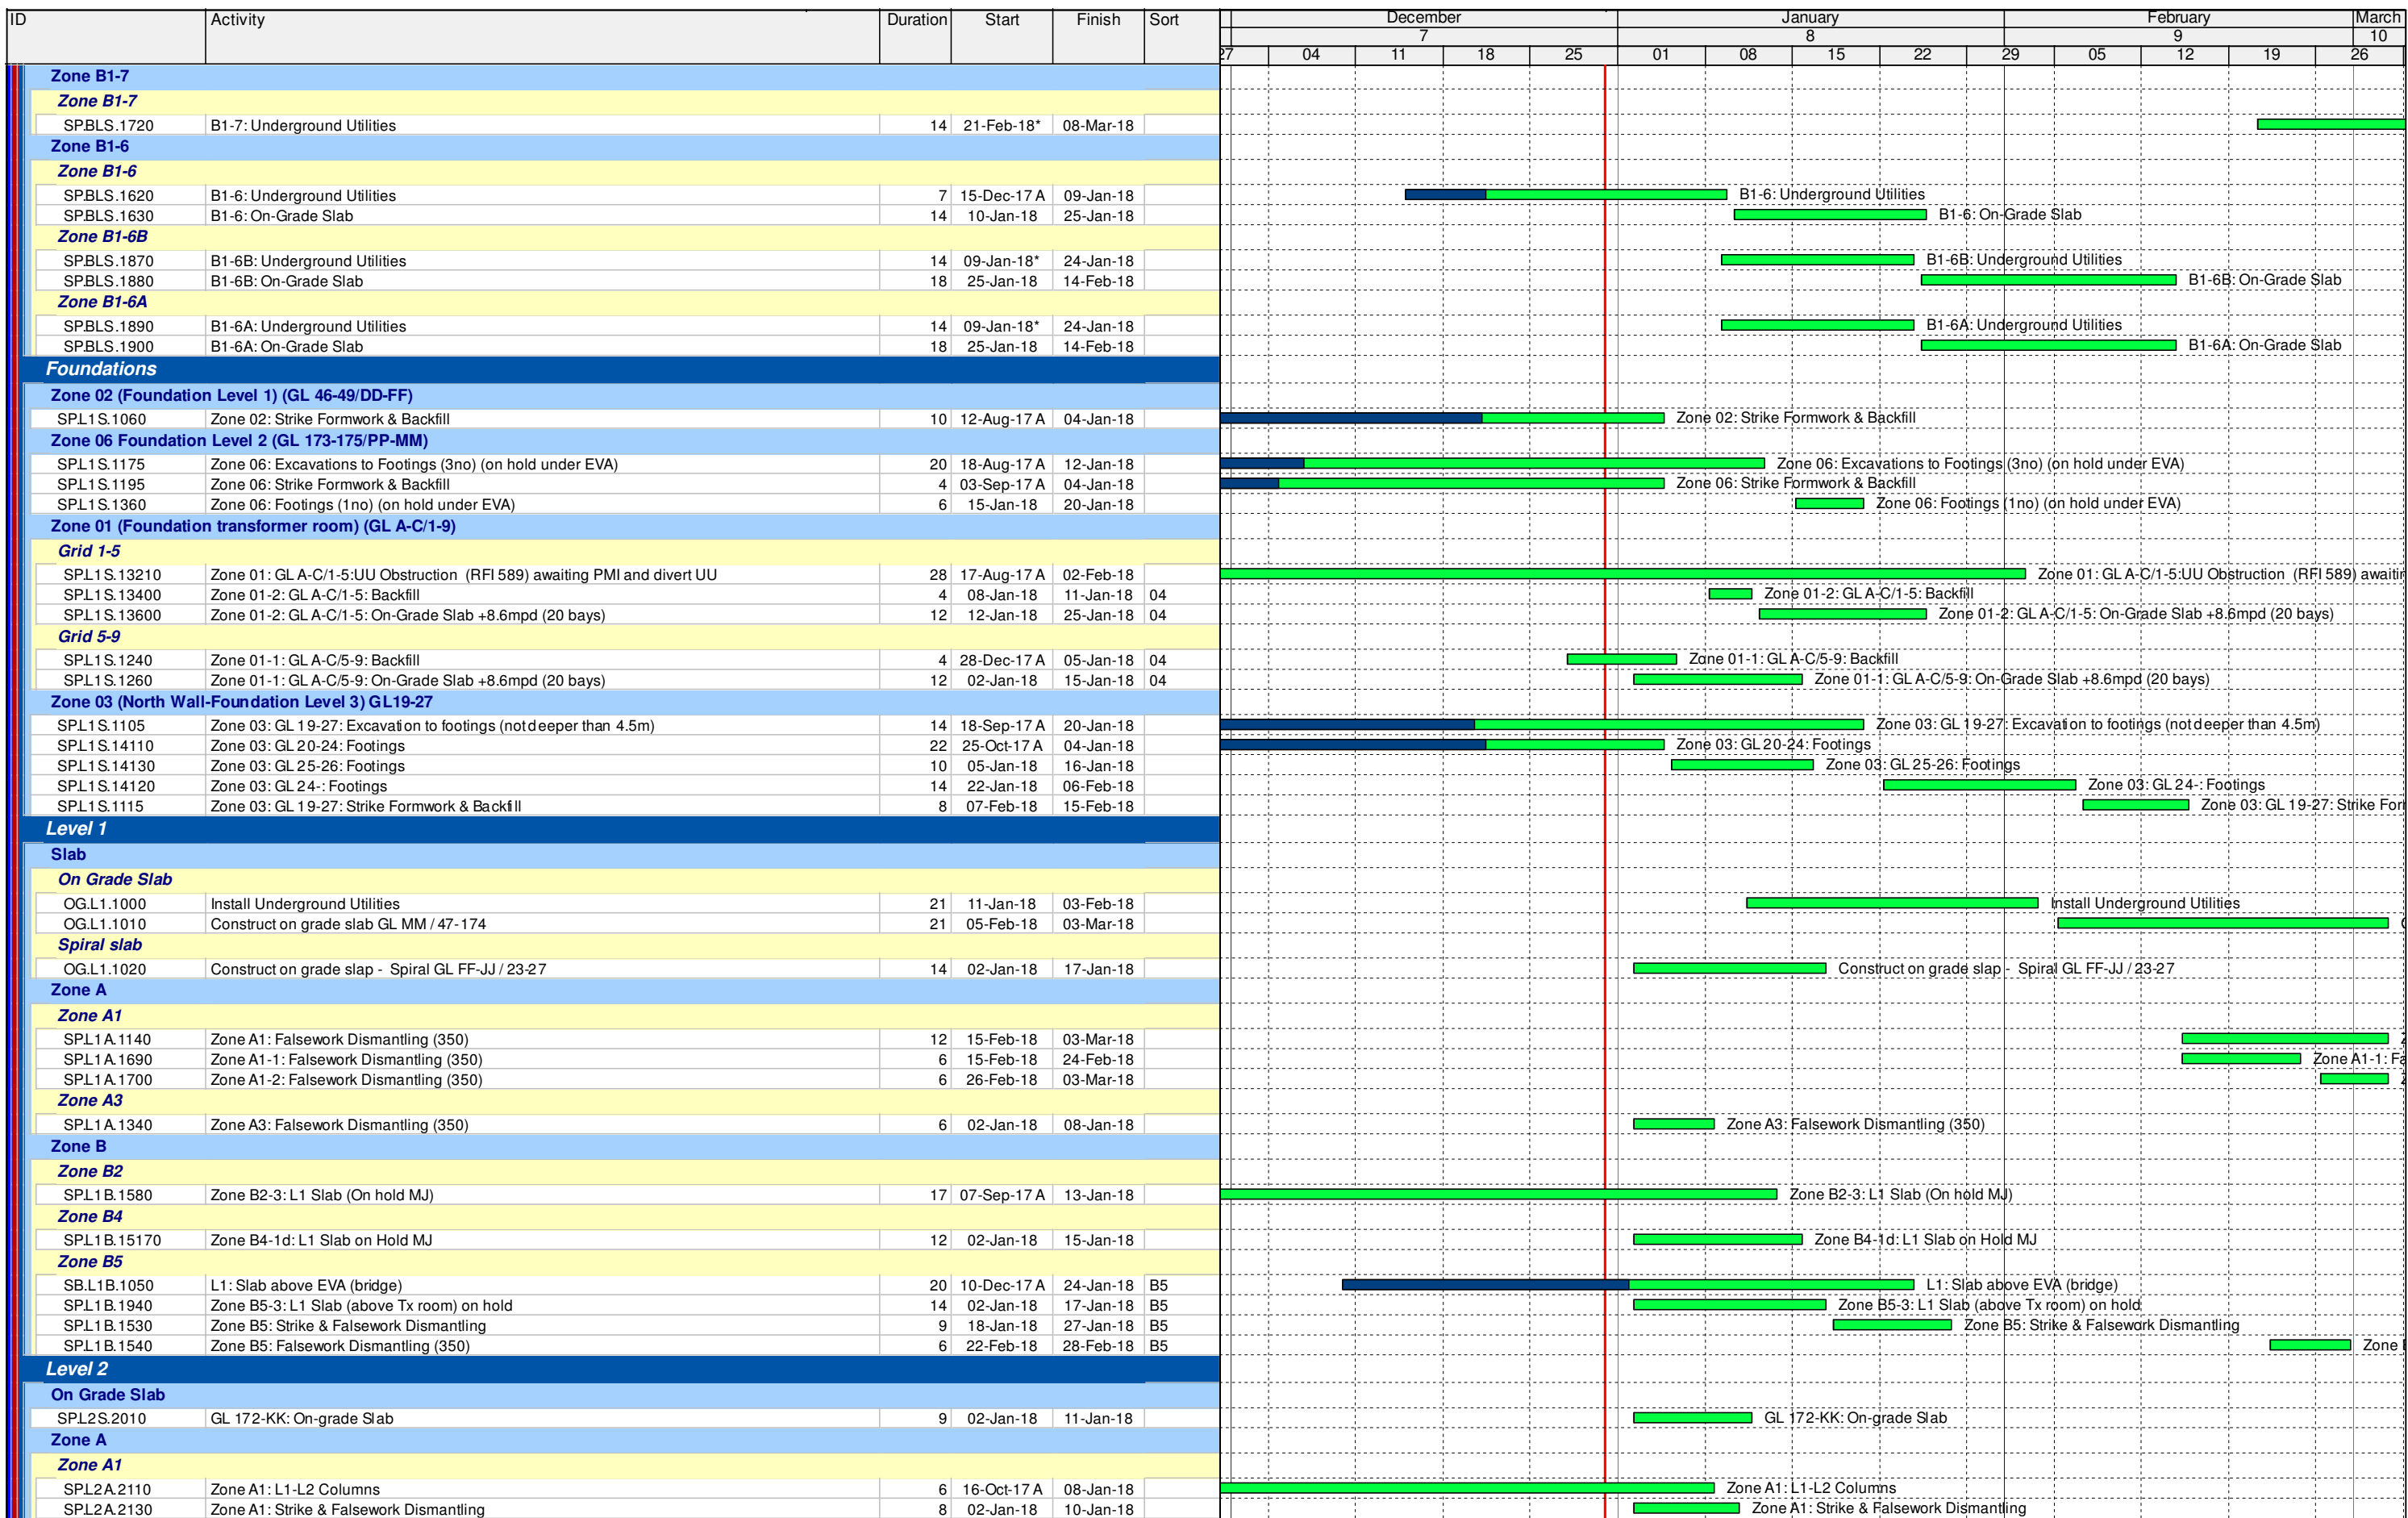 ID Activity Duration Start Finish Sort December January February March
7 8 9 10
27 04 11 18 25 01 08 15 22 29 05 12 19 26
Zone B1-7
Zone B1-7
SP.BLS.1720 B1-7: Underground Utilities 14 21-Feb-18* 08-Mar-18
Zone B1-6
Zone B1-6
SP.BLS.1620 B1-6: Underground Utilities 7 15-Dec-17 A 09-Jan-18 B1-6: Underground Utilities
SP.BLS.1630 B1-6: On-Grade Slab 14 10-Jan-18 25-Jan-18 B1-6: On-Grade Slab
Zone B1-6B
SP.BLS.1870 B1-6B: Underground Utilities 14 09-Jan-18* 24-Jan-18 B1-6B: Underground Utilities
SP.BLS.1880 B1-6B: On-Grade Slab 18 25-Jan-18 14-Feb-18 B1-6B: On-Grade Slab
Zone B1-6A
SP.BLS.1890 B1-6A: Underground Utilities 14 09-Jan-18* 24-Jan-18 B1-6A: Underground Utilities
SP.BLS.1900 B1-6A: On-Grade Slab 18 25-Jan-18 14-Feb-18 B1-6A: On-Grade Slab
Foundations
Zone 02 (Foundation Level 1) (GL 46-49/DD-FF)
SP.L1S.1060 Zone 02: Strike Formwork & Backfill 10 12-Aug-17 A 04-Jan-18 Zone 02: Strike Formwork & Backfill
Zone 06 Foundation Level 2 (GL 173-175/PP-MM)
SP.L1S.1175 Zone 06: Excavations to Footings (3no) (on hold under EVA) 20 18-Aug-17 A 12-Jan-18 Zone 06: Excavations to Footings (3no) (on hold under EVA)
SP.L1S.1195 Zone 06: Strike Formwork & Backfill 4 03-Sep-17 A 04-Jan-18 Zone 06: Strike Formwork & Backfill
SP.L1S.1360 Zone 06: Footings (1no) (on hold under EVA) 6 15-Jan-18 20-Jan-18 Zone 06: Footings (1no) (on hold under EVA)
Zone 01 (Foundation transformer room) (GL A-C/1-9)
Grid 1-5
SP.L1S.13210 Zone 01: GL A-C/1-5:UU Obstruction (RFI 589) awaiting PMI and divert UU 28 17-Aug-17 A 02-Feb-18 Zone 01: GL A-C/1-5:UU Obstruction (RFI 589) awaitin
SP.L1S.13400 Zone 01-2: GL A-C/1-5: Backfill 4 08-Jan-18 11-Jan-18 04 Zone 01-2: GL A-C/1-5: Backfill
SP.L1S.13600 Zone 01-2: GL A-C/1-5: On-Grade Slab +8.6mpd (20 bays) 12 12-Jan-18 25-Jan-18 04 Zone 01-2: GL A-C/1-5: On-Grade Slab +8.6mpd (20 bays)
Grid 5-9
SP.L1S.1240 Zone 01-1: GL A-C/5-9: Backfill 4 28-Dec-17 A 05-Jan-18 04 Zone 01-1: GL A-C/5-9: Backfill
SP.L1S.1260 Zone 01-1: GL A-C/5-9: On-Grade Slab +8.6mpd (20 bays) 12 02-Jan-18 15-Jan-18 04 Zone 01-1: GL A-C/5-9: On-Grade Slab +8.6mpd (20 bays)
Zone 03 (North Wall-Foundation Level 3) GL19-27
SP.L1S.1105 Zone 03: GL 19-27: Excavation to footings (not deeper than 4.5m) 14 18-Sep-17 A 20-Jan-18 Zone 03: GL 19-27: Excavation to footings (not deeper than 4.5m)
SP.L1S.14110 Zone 03: GL 20-24: Footings 22 25-Oct-17 A 04-Jan-18 Zone 03: GL 20-24: Footings
SP.L1S.14130 Zone 03: GL 25-26: Footings 10 05-Jan-18 16-Jan-18 Zone 03: GL 25-26: Footings
SP.L1S.14120 Zone 03: GL 24-: Footings 14 22-Jan-18 06-Feb-18 Zone 03: GL 24-: Footings
SP.L1S.1115 Zone 03: GL 19-27: Strike Formwork & Backfill 8 07-Feb-18 15-Feb-18 Zone 03: GL 19-27: Strike For
Level 1
Slab
On Grade Slab
OG.L1.1000 Install Underground Utilities 21 11-Jan-18 03-Feb-18 Install Underground Utilities
OG.L1.1010 Construct on grade slab GL MM / 47-174 21 05-Feb-18 03-Mar-18
Spiral slab
OG.L1.1020 Construct on grade slap - Spiral GL FF-JJ / 23-27 14 02-Jan-18 17-Jan-18 Construct on grade slap - Spiral GL FF-JJ / 23-27
Zone A
Zone A1
SP.L1A.1140 Zone A1: Falsework Dismantling (350) 12 15-Feb-18 03-Mar-18
SP.L1A.1690 Zone A1-1: Falsework Dismantling (350) 6 15-Feb-18 24-Feb-18 Zone A1-1: Fa
SP.L1A.1700 Zone A1-2: Falsework Dismantling (350) 6 26-Feb-18 03-Mar-18
Zone A3
SP.L1A.1340 Zone A3: Falsework Dismantling (350) 6 02-Jan-18 08-Jan-18 Zone A3: Falsework Dismantling (350)
Zone B
Zone B2
SP.L1B.1580 Zone B2-3: L1 Slab (On hold MJ) 17 07-Sep-17 A 13-Jan-18 Zone B2-3: L1 Slab (On hold MJ)
Zone B4
SP.L1B.15170 Zone B4-1d: L1 Slab on Hold MJ 12 02-Jan-18 15-Jan-18 Zone B4-1d: L1 Slab on Hold MJ
Zone B5
SB.L1B.1050 L1: Slab above EVA (bridge) 20 10-Dec-17 A 24-Jan-18 B5 L1: Slab above EVA (bridge)
SP.L1B.1940 Zone B5-3: L1 Slab (above Tx room) on hold 14 02-Jan-18 17-Jan-18 B5 Zone B5-3: L1 Slab (above Tx room) on hold
SP.L1B.1530 Zone B5: Strike & Falsework Dismantling 9 18-Jan-18 27-Jan-18 B5 Zone B5: Strike & Falsework Dismantling
SP.L1B.1540 Zone B5: Falsework Dismantling (350) 6 22-Feb-18 28-Feb-18 B5 Zone
Level 2
On Grade Slab
SP.L2S.2010 GL 172-KK: On-grade Slab 9 02-Jan-18 11-Jan-18 GL 172-KK: On-grade Slab
Zone A
Zone A1
SP.L2A.2110 Zone A1: L1-L2 Columns 6 16-Oct-17 A 08-Jan-18 Zone A1: L1-L2 Columns
SP.L2A.2130 Zone A1: Strike & Falsework Dismantling 8 02-Jan-18 10-Jan-18 Zone A1: Strike & Falsework Dismantling